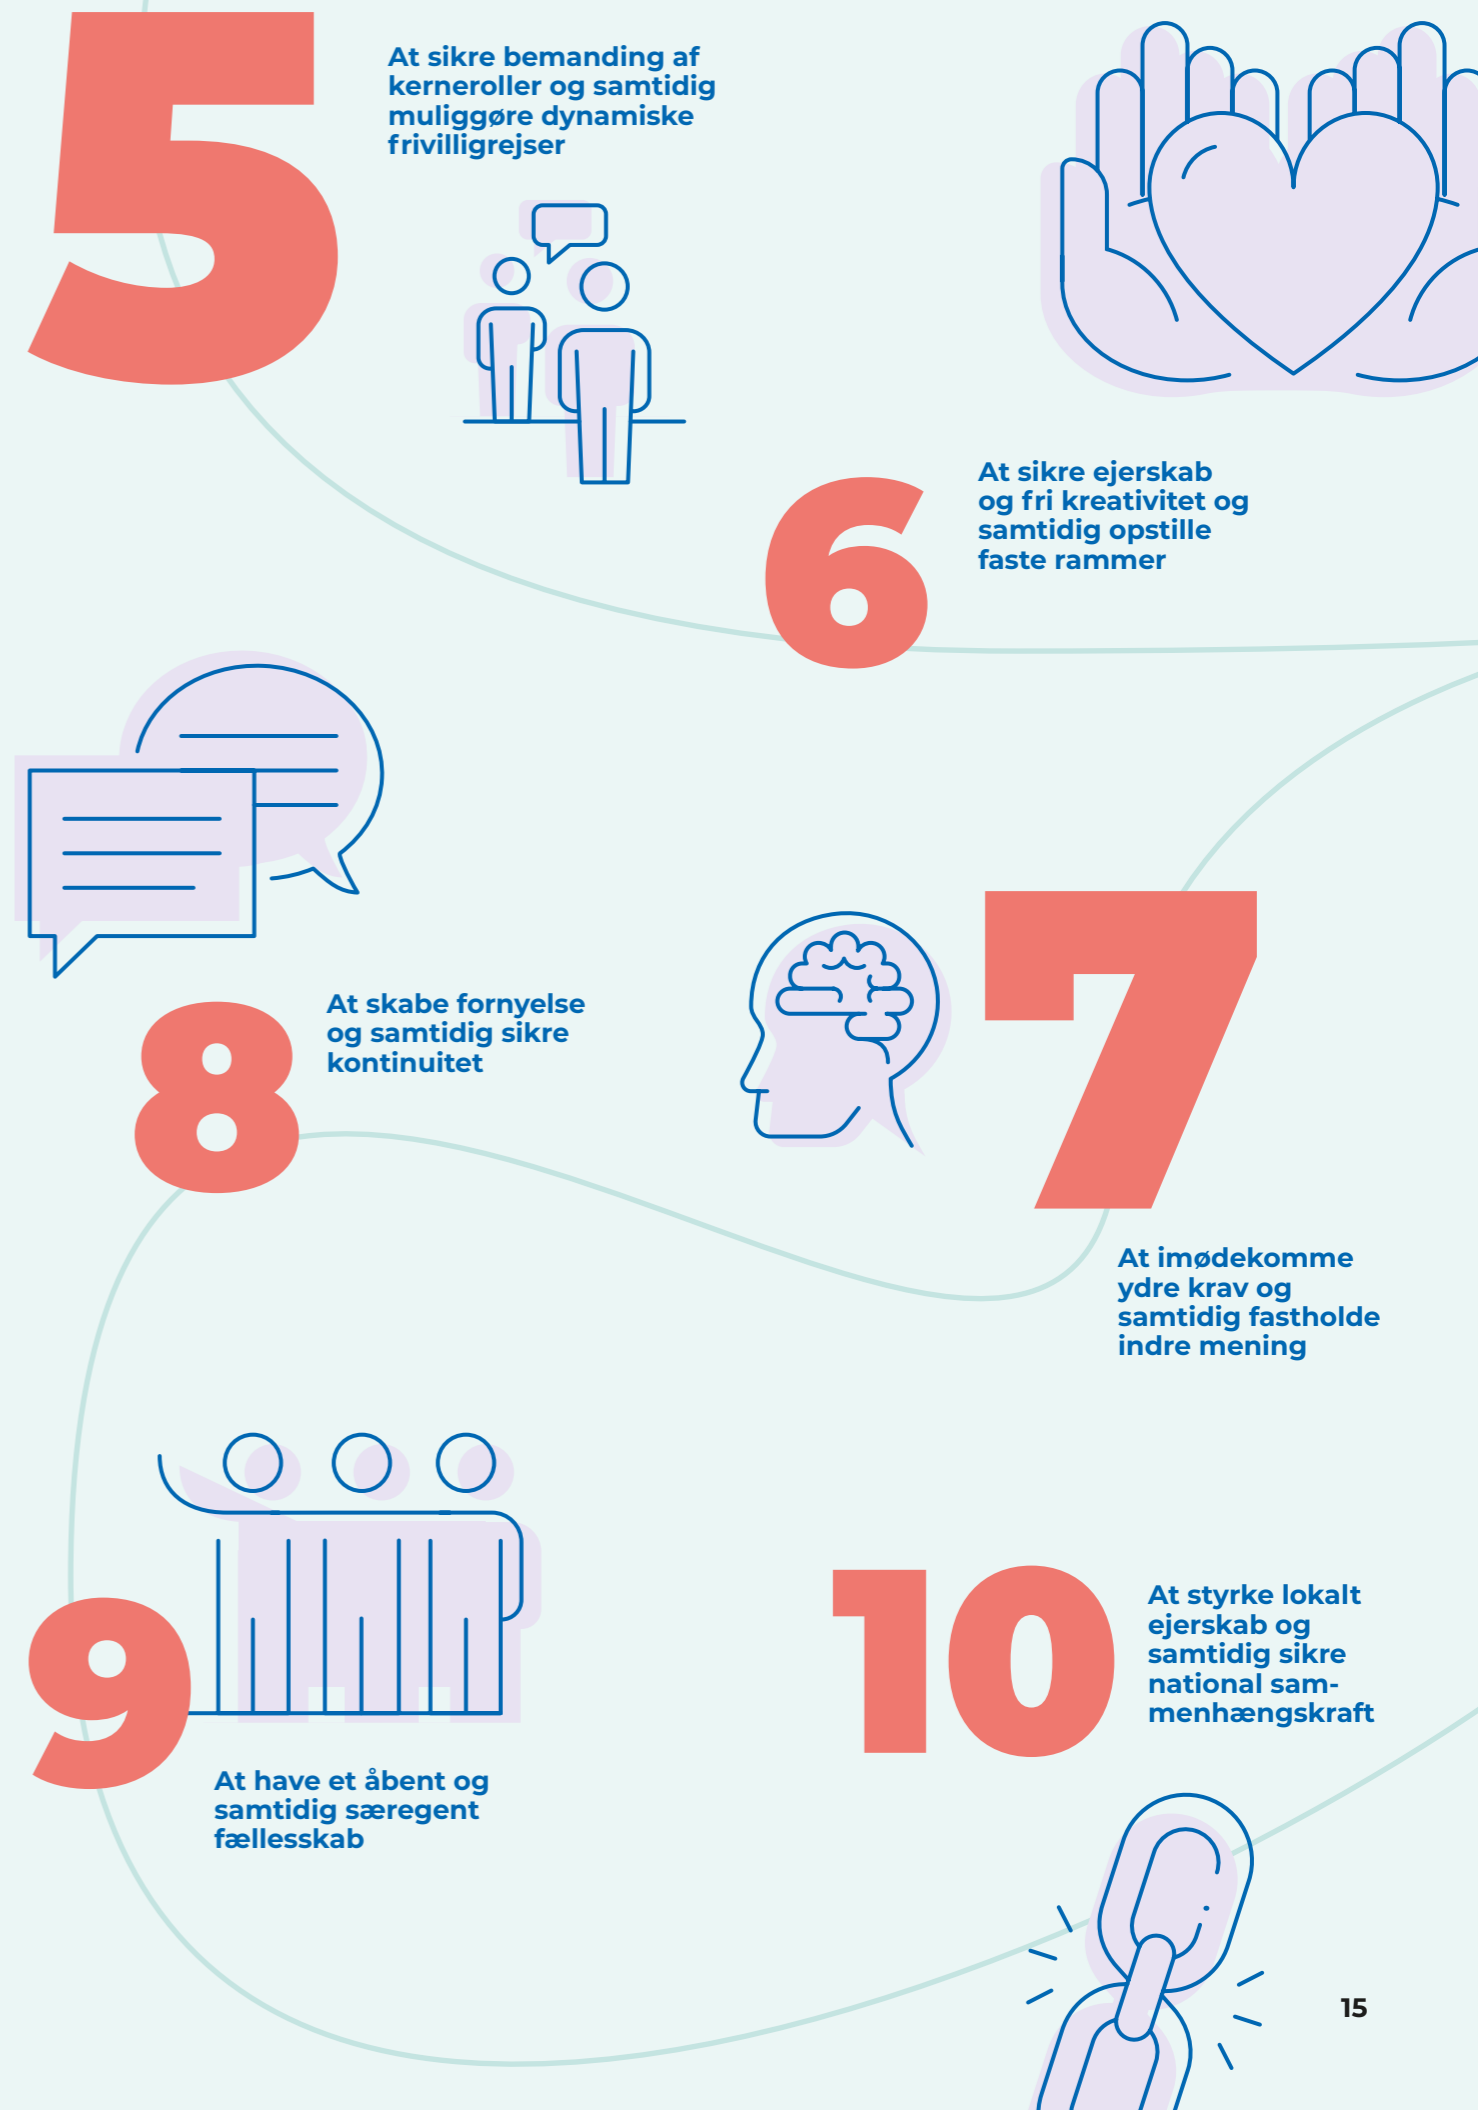 5
At sikre bemanding af
kerneroller og samtidig
muliggøre dynamiske
frivilligrejser
6
At sikre ejerskab
og fri kreativitet og
samtidig opstille
faste rammer
7
At imødekomme
ydre krav og
samtidig fastholde
indre mening
8
At skabe fornyelse
og samtidig sikre
kontinuitet
9
At have et åbent og
samtidig særegent
fællesskab
10
At styrke lokalt
ejerskab og
samtidig sikre
national sam-
menhængskraft
15